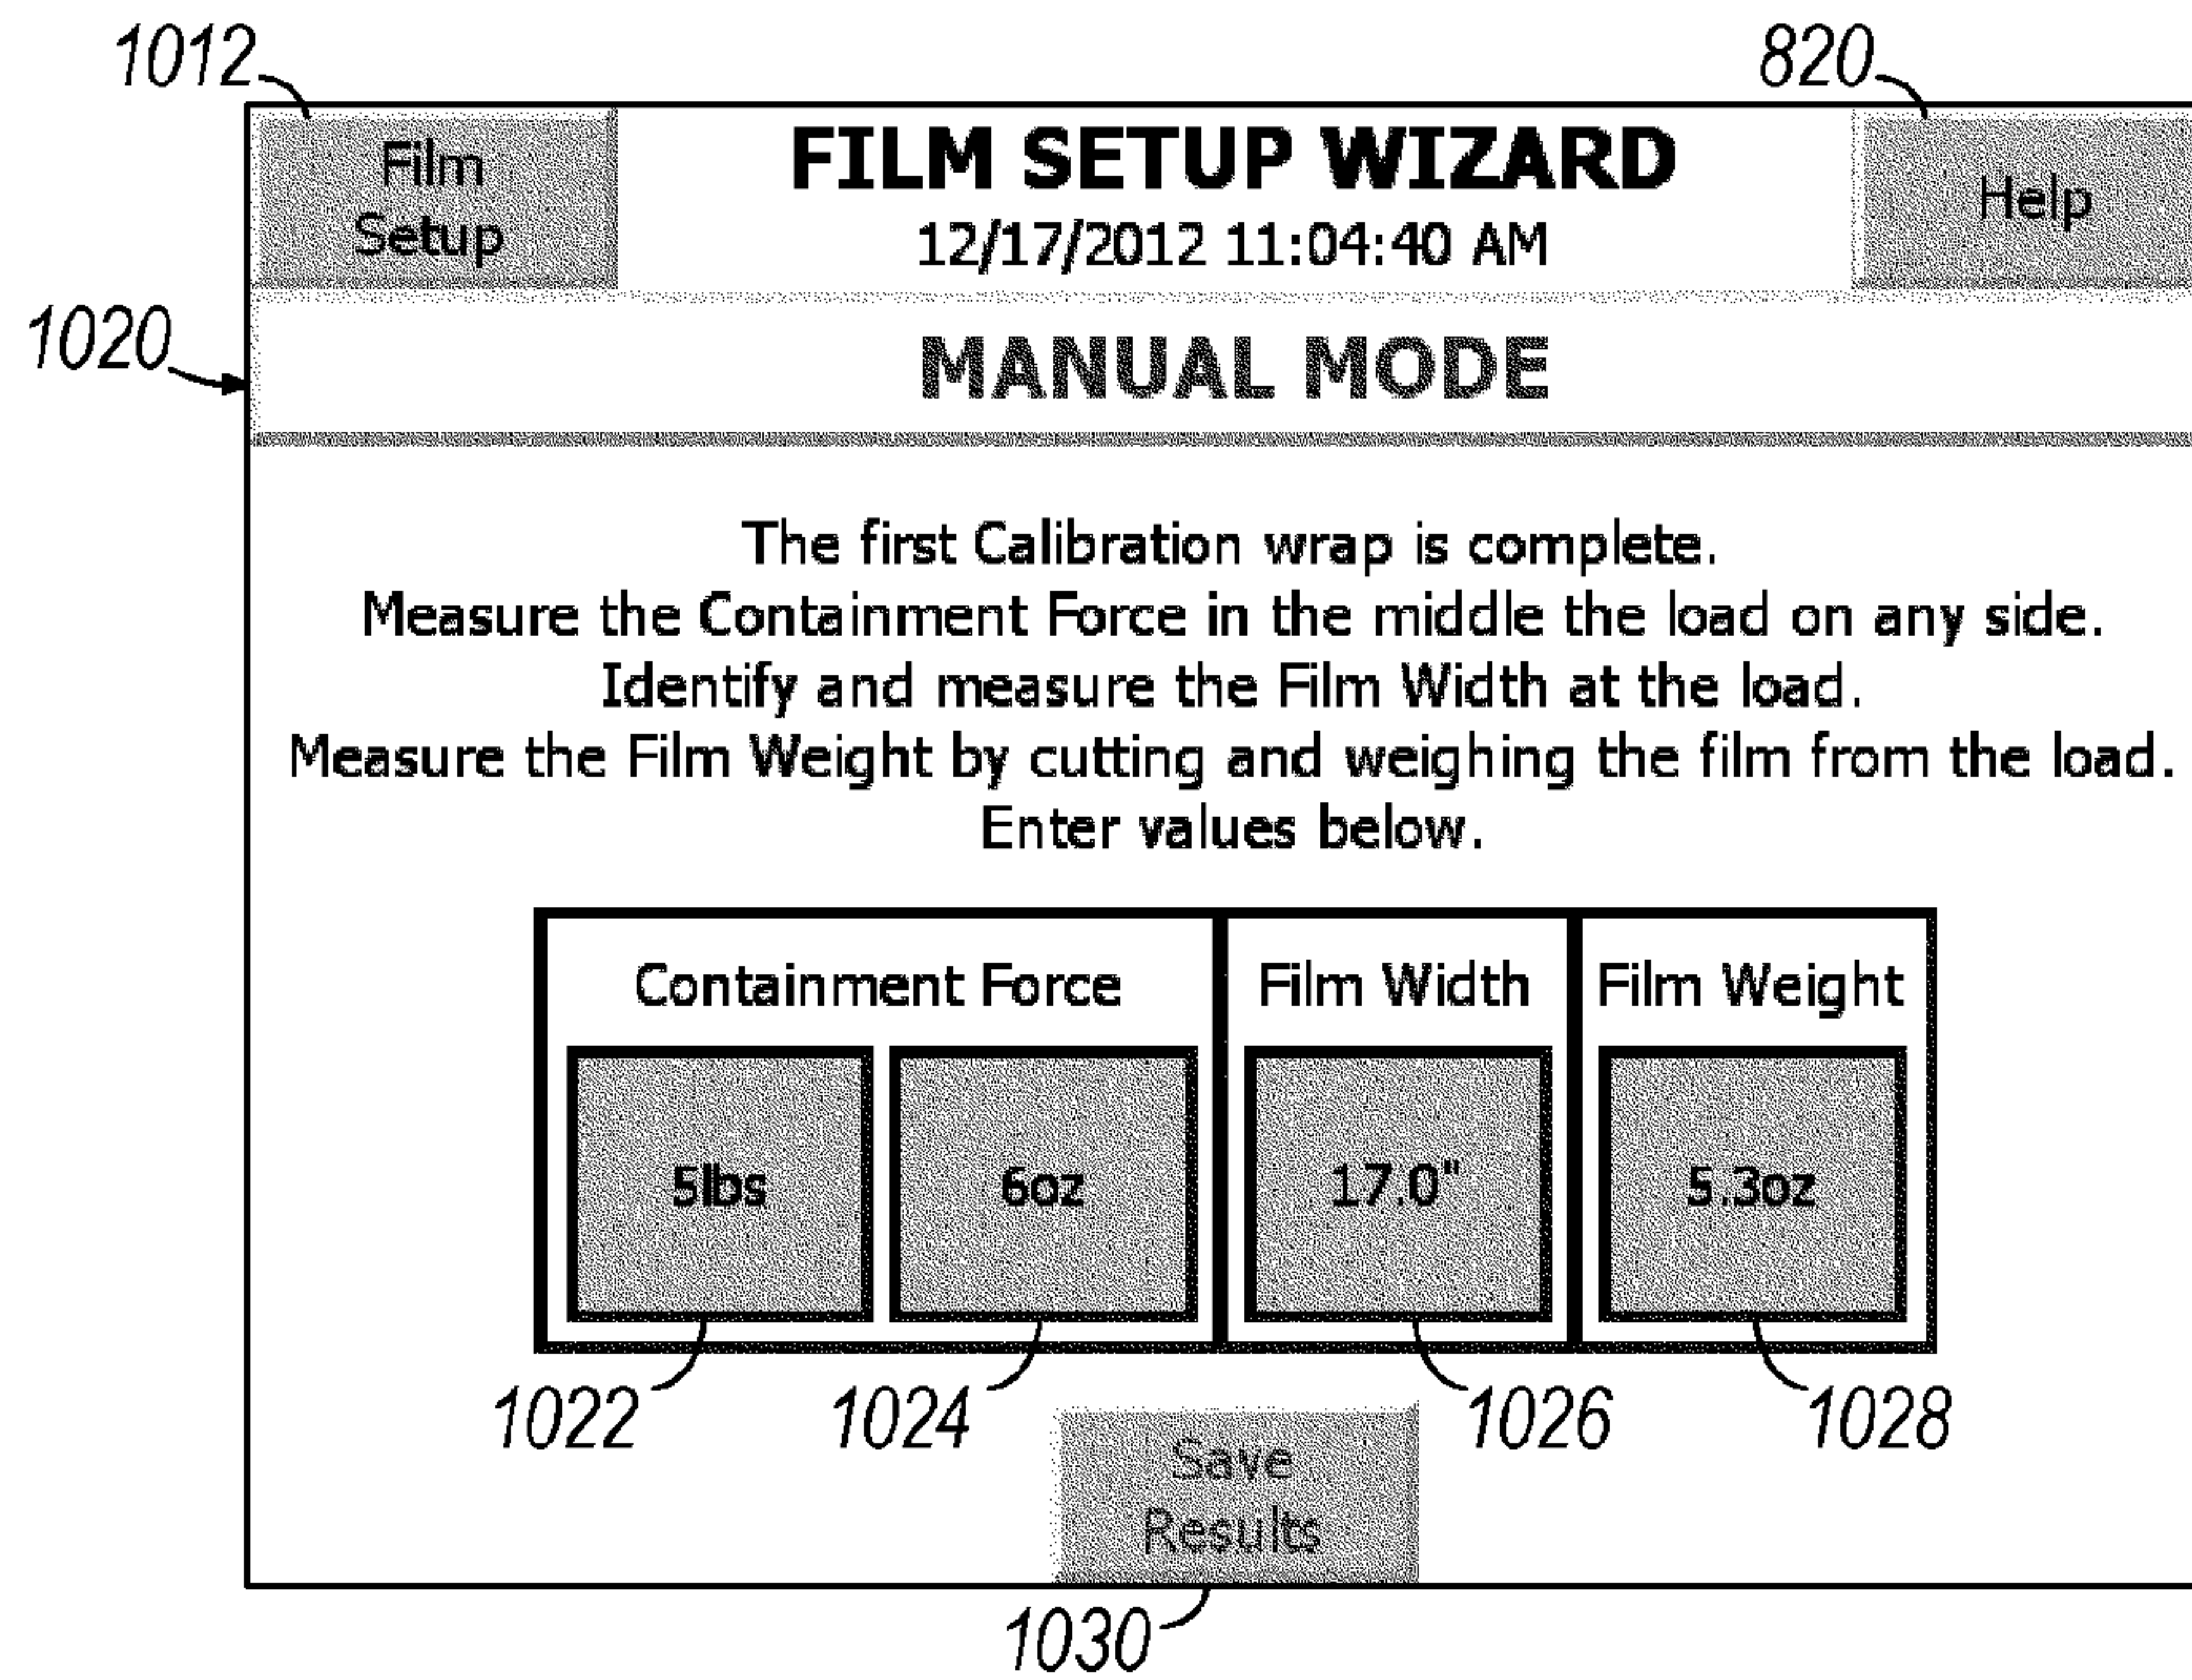 1012
820
Film
Setup
FILM SETUP WIZARD
12/17/2012 11:04:40 AM
Help
1020
MANUAL MODE
The first Calibration wrap is complete.
Measure the Containment Force in the middle the load on any side.
Identify and measure the Film Width at the load.
Measure the Film Weight by cutting and weighing the film from the load.
Enter values below.
Containment Force Film Width Film Weight
5lbs 6oz 17.0" 5.3oz
1022 1024 1026 1028
Save
Results
1030